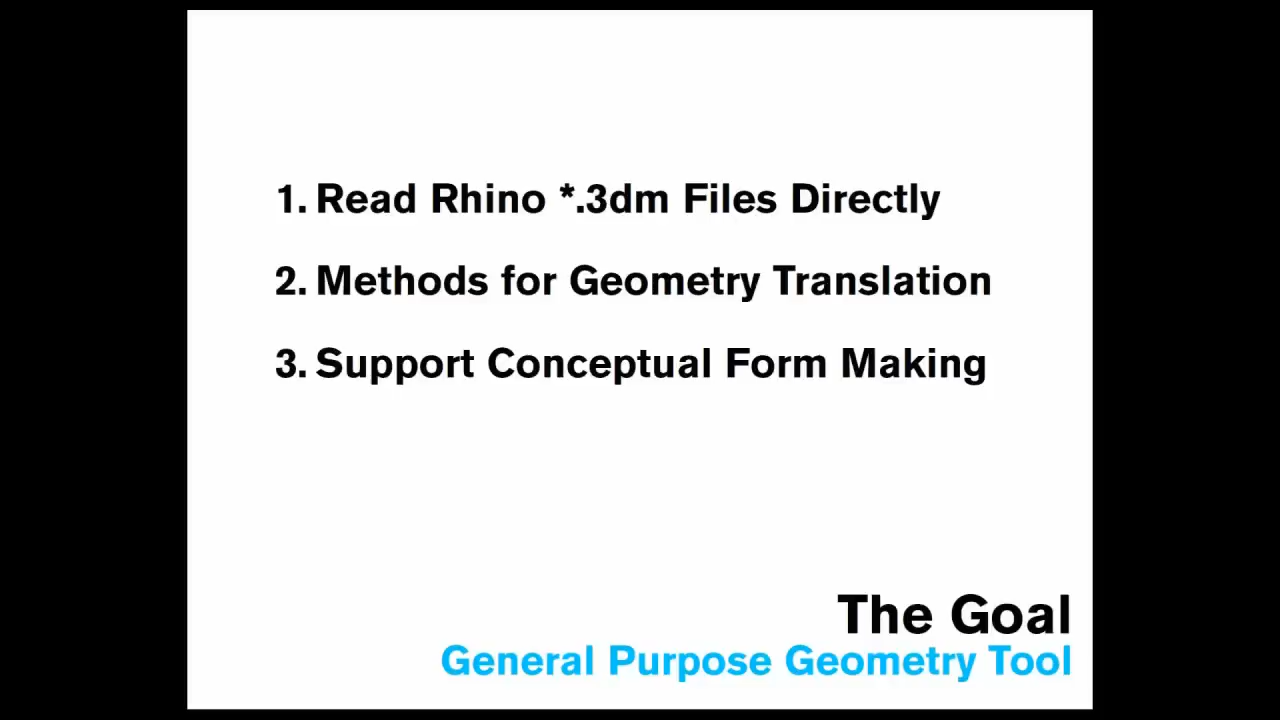 1. Read Rhino *.3dm Files Directly
2. Methods for Geometry Translation
3. Support Conceptual Form Making
The Goal
General Purpose Geometry Tool